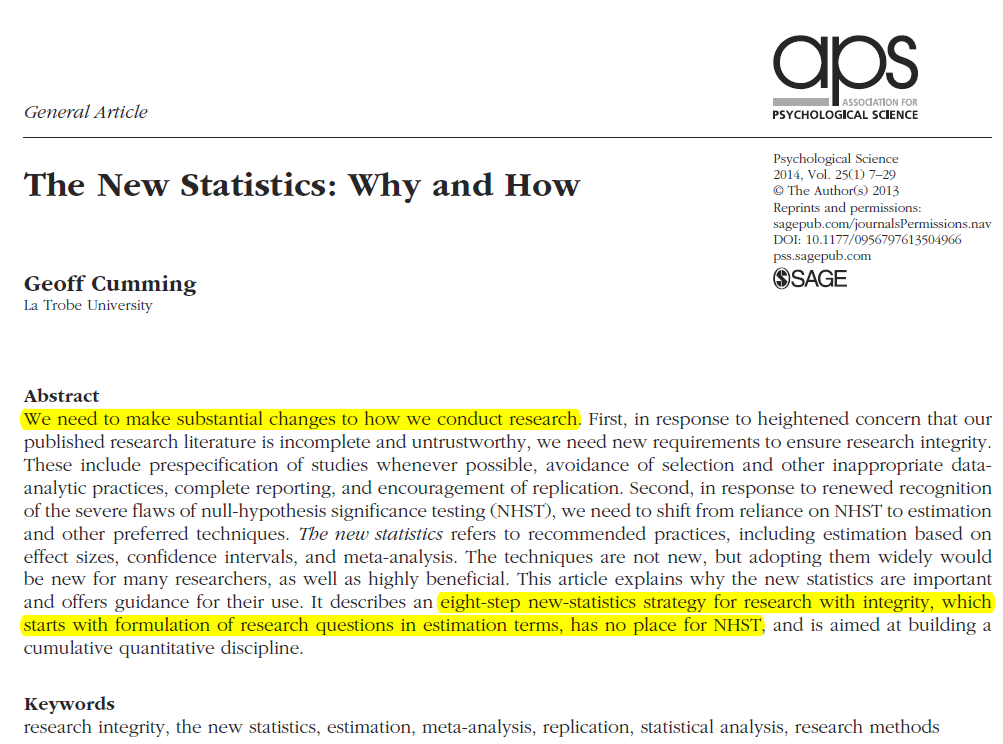 aps
ASSOCIATION FOR
PSYCHOLOGICAL SCIENCE
General Article
The New Statistics: Why and How
Psychological Science
2014, Vol. 25(1) 7–29
© The Author(s) 2013
Reprints and permissions:
sagepub.com/journalsPermissions.nav
DOI: 10.1177/0956797613504966
pss.sagepub.com
SAGE
Geoff Cumming
La Trobe University
Abstract
We need to make substantial changes to how we conduct research. First, in response to heightened concern that our
published research literature is incomplete and untrustworthy, we need new requirements to ensure research integrity.
These include prespecification of studies whenever possible, avoidance of selection and other inappropriate data-
analytic practices, complete reporting, and encouragement of replication. Second, in response to renewed recognition
of the severe flaws of null-hypothesis significance testing (NHST), we need to shift from reliance on NHST to estimation
and other preferred techniques. The new statistics refers to recommended practices, including estimation based on
effect sizes, confidence intervals, and meta-analysis. The techniques are not new, but adopting them widely would
be new for many researchers, as well as highly beneficial. This article explains why the new statistics are important
and offers guidance for their use. It describes an eight-step new-statistics strategy for research with integrity, which
starts with formulation of research questions in estimation terms, has no place for NHST, and is aimed at building a
cumulative quantitative discipline.
Keywords
research integrity, the new statistics, estimation, meta-analysis, replication, statistical analysis, research methods